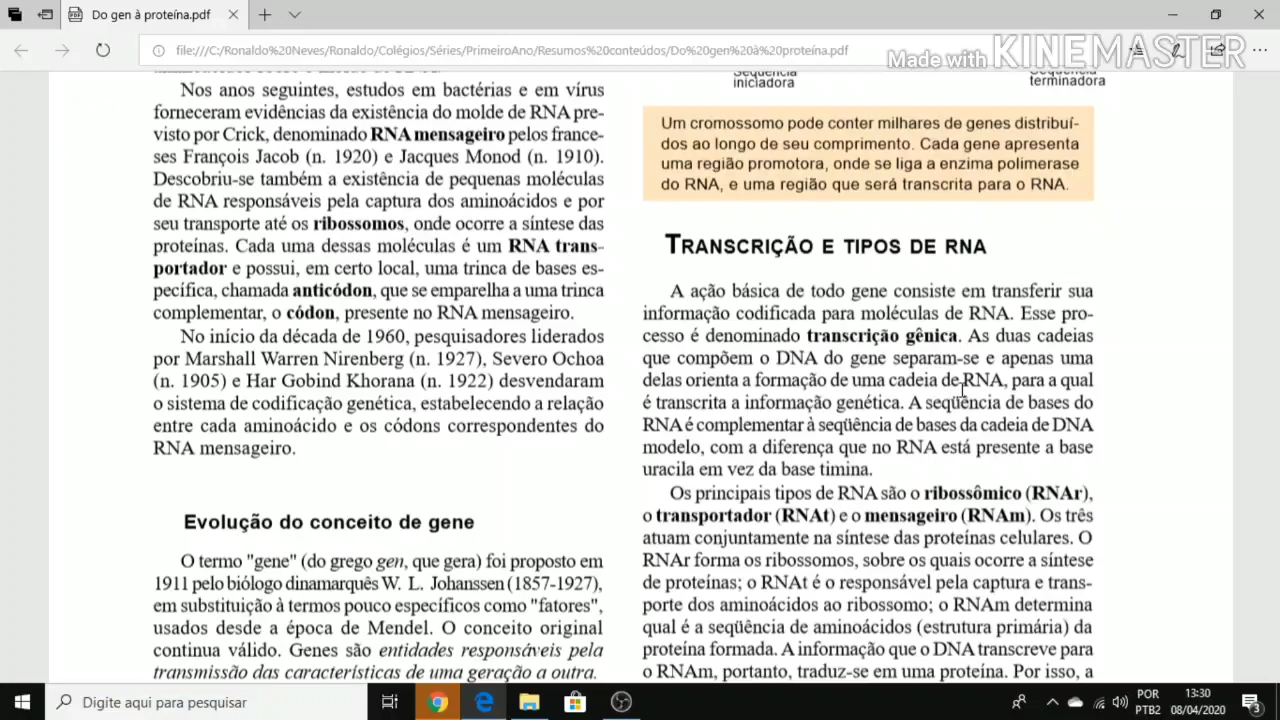 Do gen à proteína.pdf
file:///C:/Ronaldo%20Neves/Ronaldo/Colégios/Séries/PrimeiroAno/Resumos%20conteúdos/Do%20gen%20à%20proteína.pdf
Made with KINEMASTER
Nos anos seguintes, estudos em bactérias e em vírus
forneceram evidências da existência do molde de RNA pre-
visto por Crick, denominado RNA mensageiro pelos france-
ses François Jacob (n. 1920) e Jacques Monod (n. 1910).
Descobriu-se também a existência de pequenas moléculas
de RNA responsáveis pela captura dos aminoácidos e por
seu transporte até os ribossomos, onde ocorre a síntese das
proteínas. Cada uma dessas moléculas é um RNA trans-
portador e possui, em certo local, uma trinca de bases es-
pecífica, chamada anticódon, que se emparelha a uma trinca
complementar, o códon, presente no RNA mensageiro.
No início da década de 1960, pesquisadores liderados
por Marshall Warren Nirenberg (n. 1927), Severo Ochoa
(n. 1905) e Har Gobind Khorana (n. 1922) desvendaram
o sistema de codificação genética, estabelecendo a relação
entre cada aminoácido e os códons correspondentes do
RNA mensageiro.
Evolução do conceito de gene
O termo "gene" (do grego gen, que gera) foi proposto em
1911 pelo biólogo dinamarquês W. L. Johanssen (1857-1927),
em substituição à termos pouco específicos como "fatores",
usados desde a época de Mendel. O conceito original
continua válido. Genes são entidades responsáveis pela
transmissão das características de uma geração a outra.
Sequência
iniciadora
Sequência
terminadora
Um cromossomo pode conter milhares de genes distribuí-
dos ao longo de seu comprimento. Cada gene apresenta
uma região promotora, onde se liga a enzima polimerase
do RNA, e uma região que será transcrita para o RNA.
TRANSCRIÇÃO E TIPOS DE RNA
A ação básica de todo gene consiste em transferir sua
informação codificada para moléculas de RNA. Esse pro-
cesso é denominado transcrição gênica. As duas cadeias
que compõem o DNA do gene separam-se e apenas uma
delas orienta a formação de uma cadeia de RNA, para a qual
é transcrita a informação genética. A seqüência de bases do
RNA é complementar à seqüência de bases da cadeia de DNA
modelo, com a diferença que no RNA está presente a base
uracila em vez da base timina.
Os principais tipos de RNA são o ribossômico (RNAr),
o transportador (RNAt) e o mensageiro (RNAm). Os três
atuam conjuntamente na síntese das proteínas celulares. O
RNAr forma os ribossomos, sobre os quais ocorre a síntese
de proteínas; o RNAt é o responsável pela captura e trans-
porte dos aminoácidos ao ribossomo; o RNAm determina
qual é a seqüência de aminoácidos (estrutura primária) da
proteína formada. A informação que o DNA transcreve para
o RNAm, portanto, traduz-se em uma proteína. Por isso, a
Digite aqui para pesquisar
POR
PTB2
13:30
08/04/2020
3